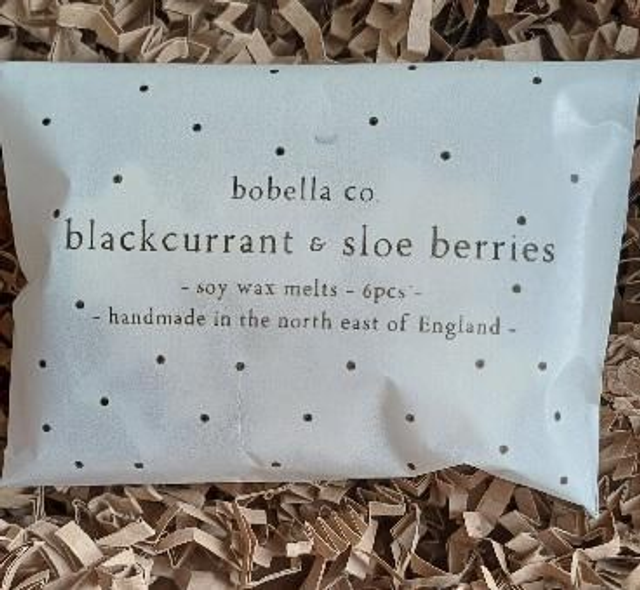 bobella co.
blackcurrant & sloe berries
- soy wax melts - 6pcs -
- handmade in the north east of England -